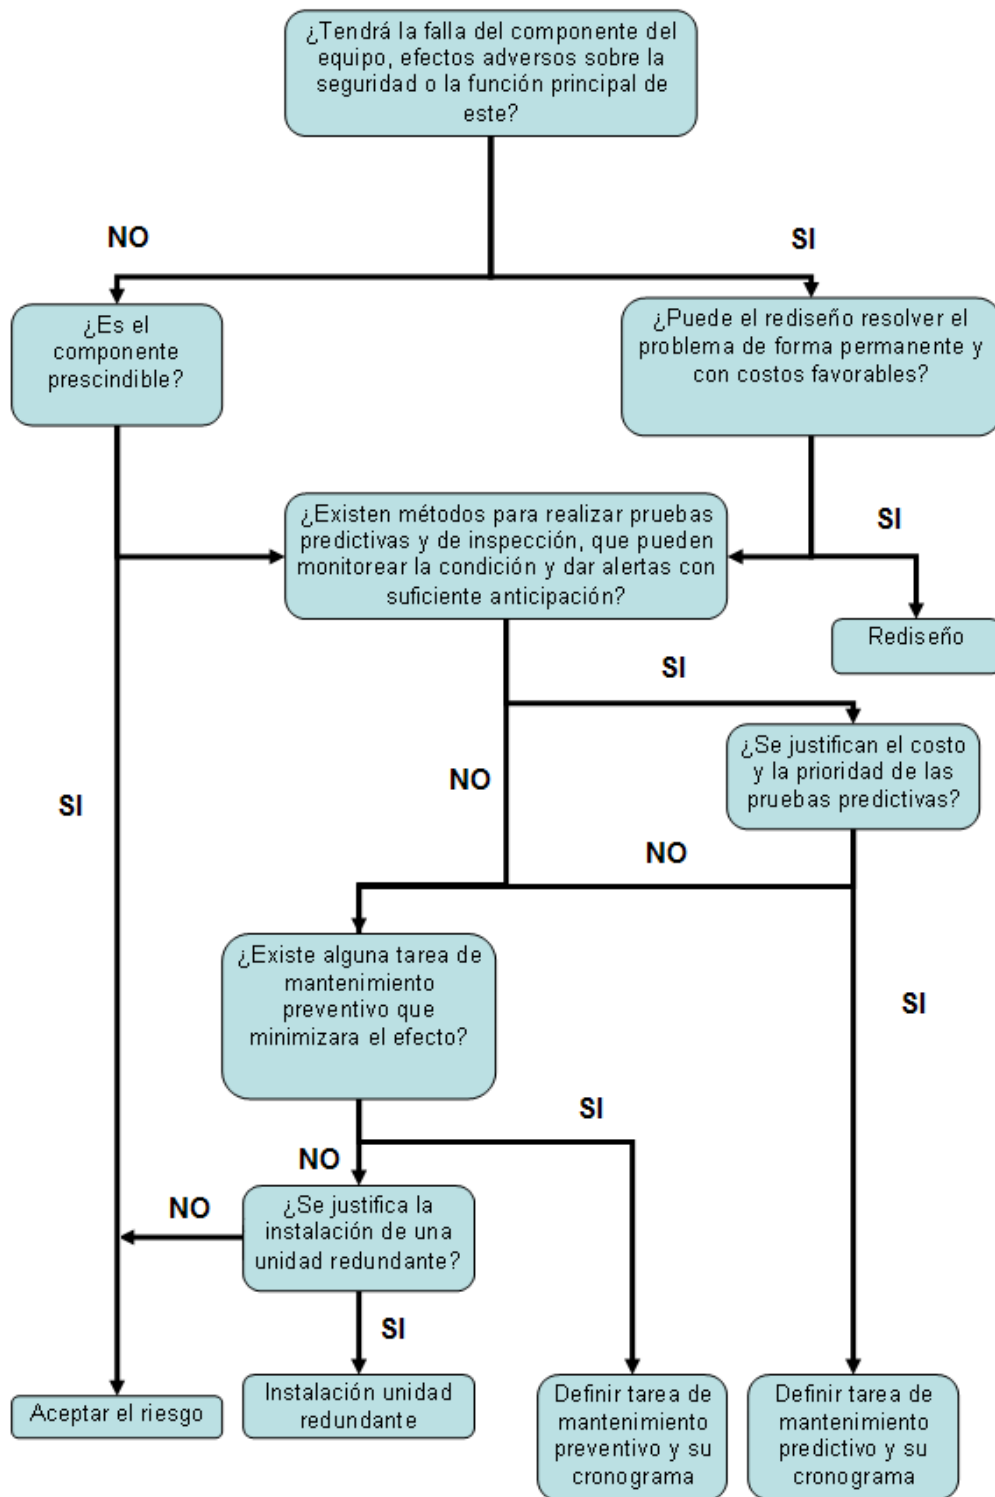 ¿Tendrá la falla del componente del
equipo, efectos adversos sobre la
seguridad o la función principal de
este?
NO
SI
¿Es el
componente
prescindible?
¿Puede el rediseño resolver el
problema de forma permanente y
con costos favorables?
¿Existen métodos para realizar pruebas
predictivas y de inspección, que pueden
monitorear la condición y dar alertas con
suficiente anticipación?
SI
Rediseño
SI
¿Se justifican el costo
y la prioridad de las
pruebas predictivas?
NO
SI
NO
¿Existe alguna tarea de
mantenimiento
preventivo que
minimizara el efecto?
SI
SI
NO
¿Se justifica la
instalación de una
unidad redundante?
NO
SI
Aceptar el riesgo
Instalación unidad
redundante
Definir tarea de
mantenimiento
preventivo y su
cronograma
Definir tarea de
mantenimiento
predictivo y su
cronograma